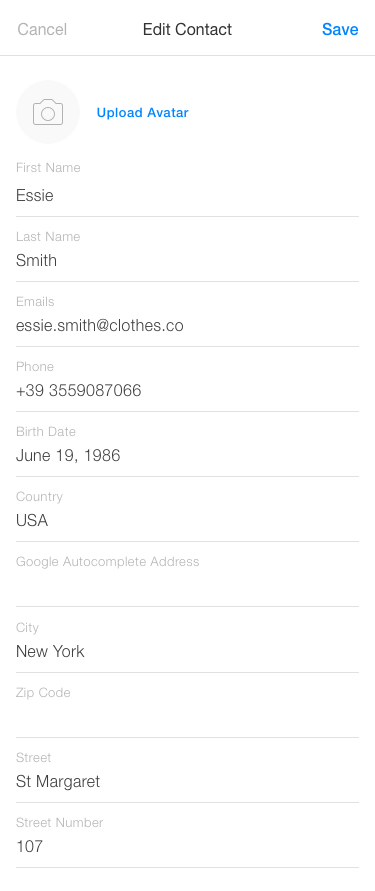 Cancel Edit Contact Save
Upload Avatar
First Name
Essie
Last Name
Smith
Emails
essie.smith@clothes.co
Phone
+39 3559087066
Birth Date
June 19, 1986
Country
USA
Google Autocomplete Address
City
New York
Zip Code
Street
St Margaret
Street Number
107